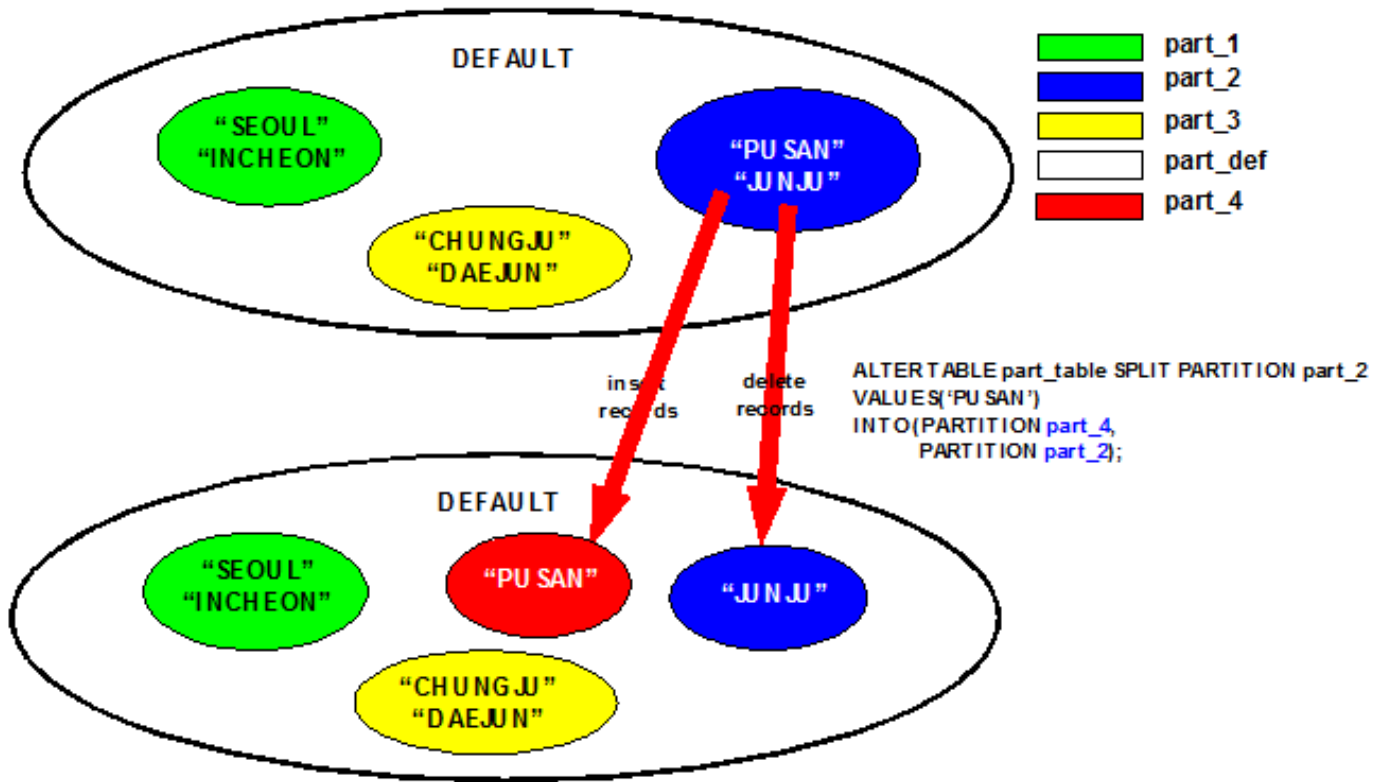 DEFAULT
“SEOUL”
“INCHEON”
“PUSAN”
“JUNJU”
“CHUNGJU”
“DAEJUN”
part_1
part_2
part_3
part_def
part_4
insert
records
delete
records
ALTER TABLE part_table SPLIT PARTITION part_2
VALUES(‘PUSAN’)
INTO(PARTITION part_4,
PARTITION part_2);
DEFAULT
“SEOUL”
“INCHEON”
“PUSAN”
“JUNJU”
“CHUNGJU”
“DAEJUN”